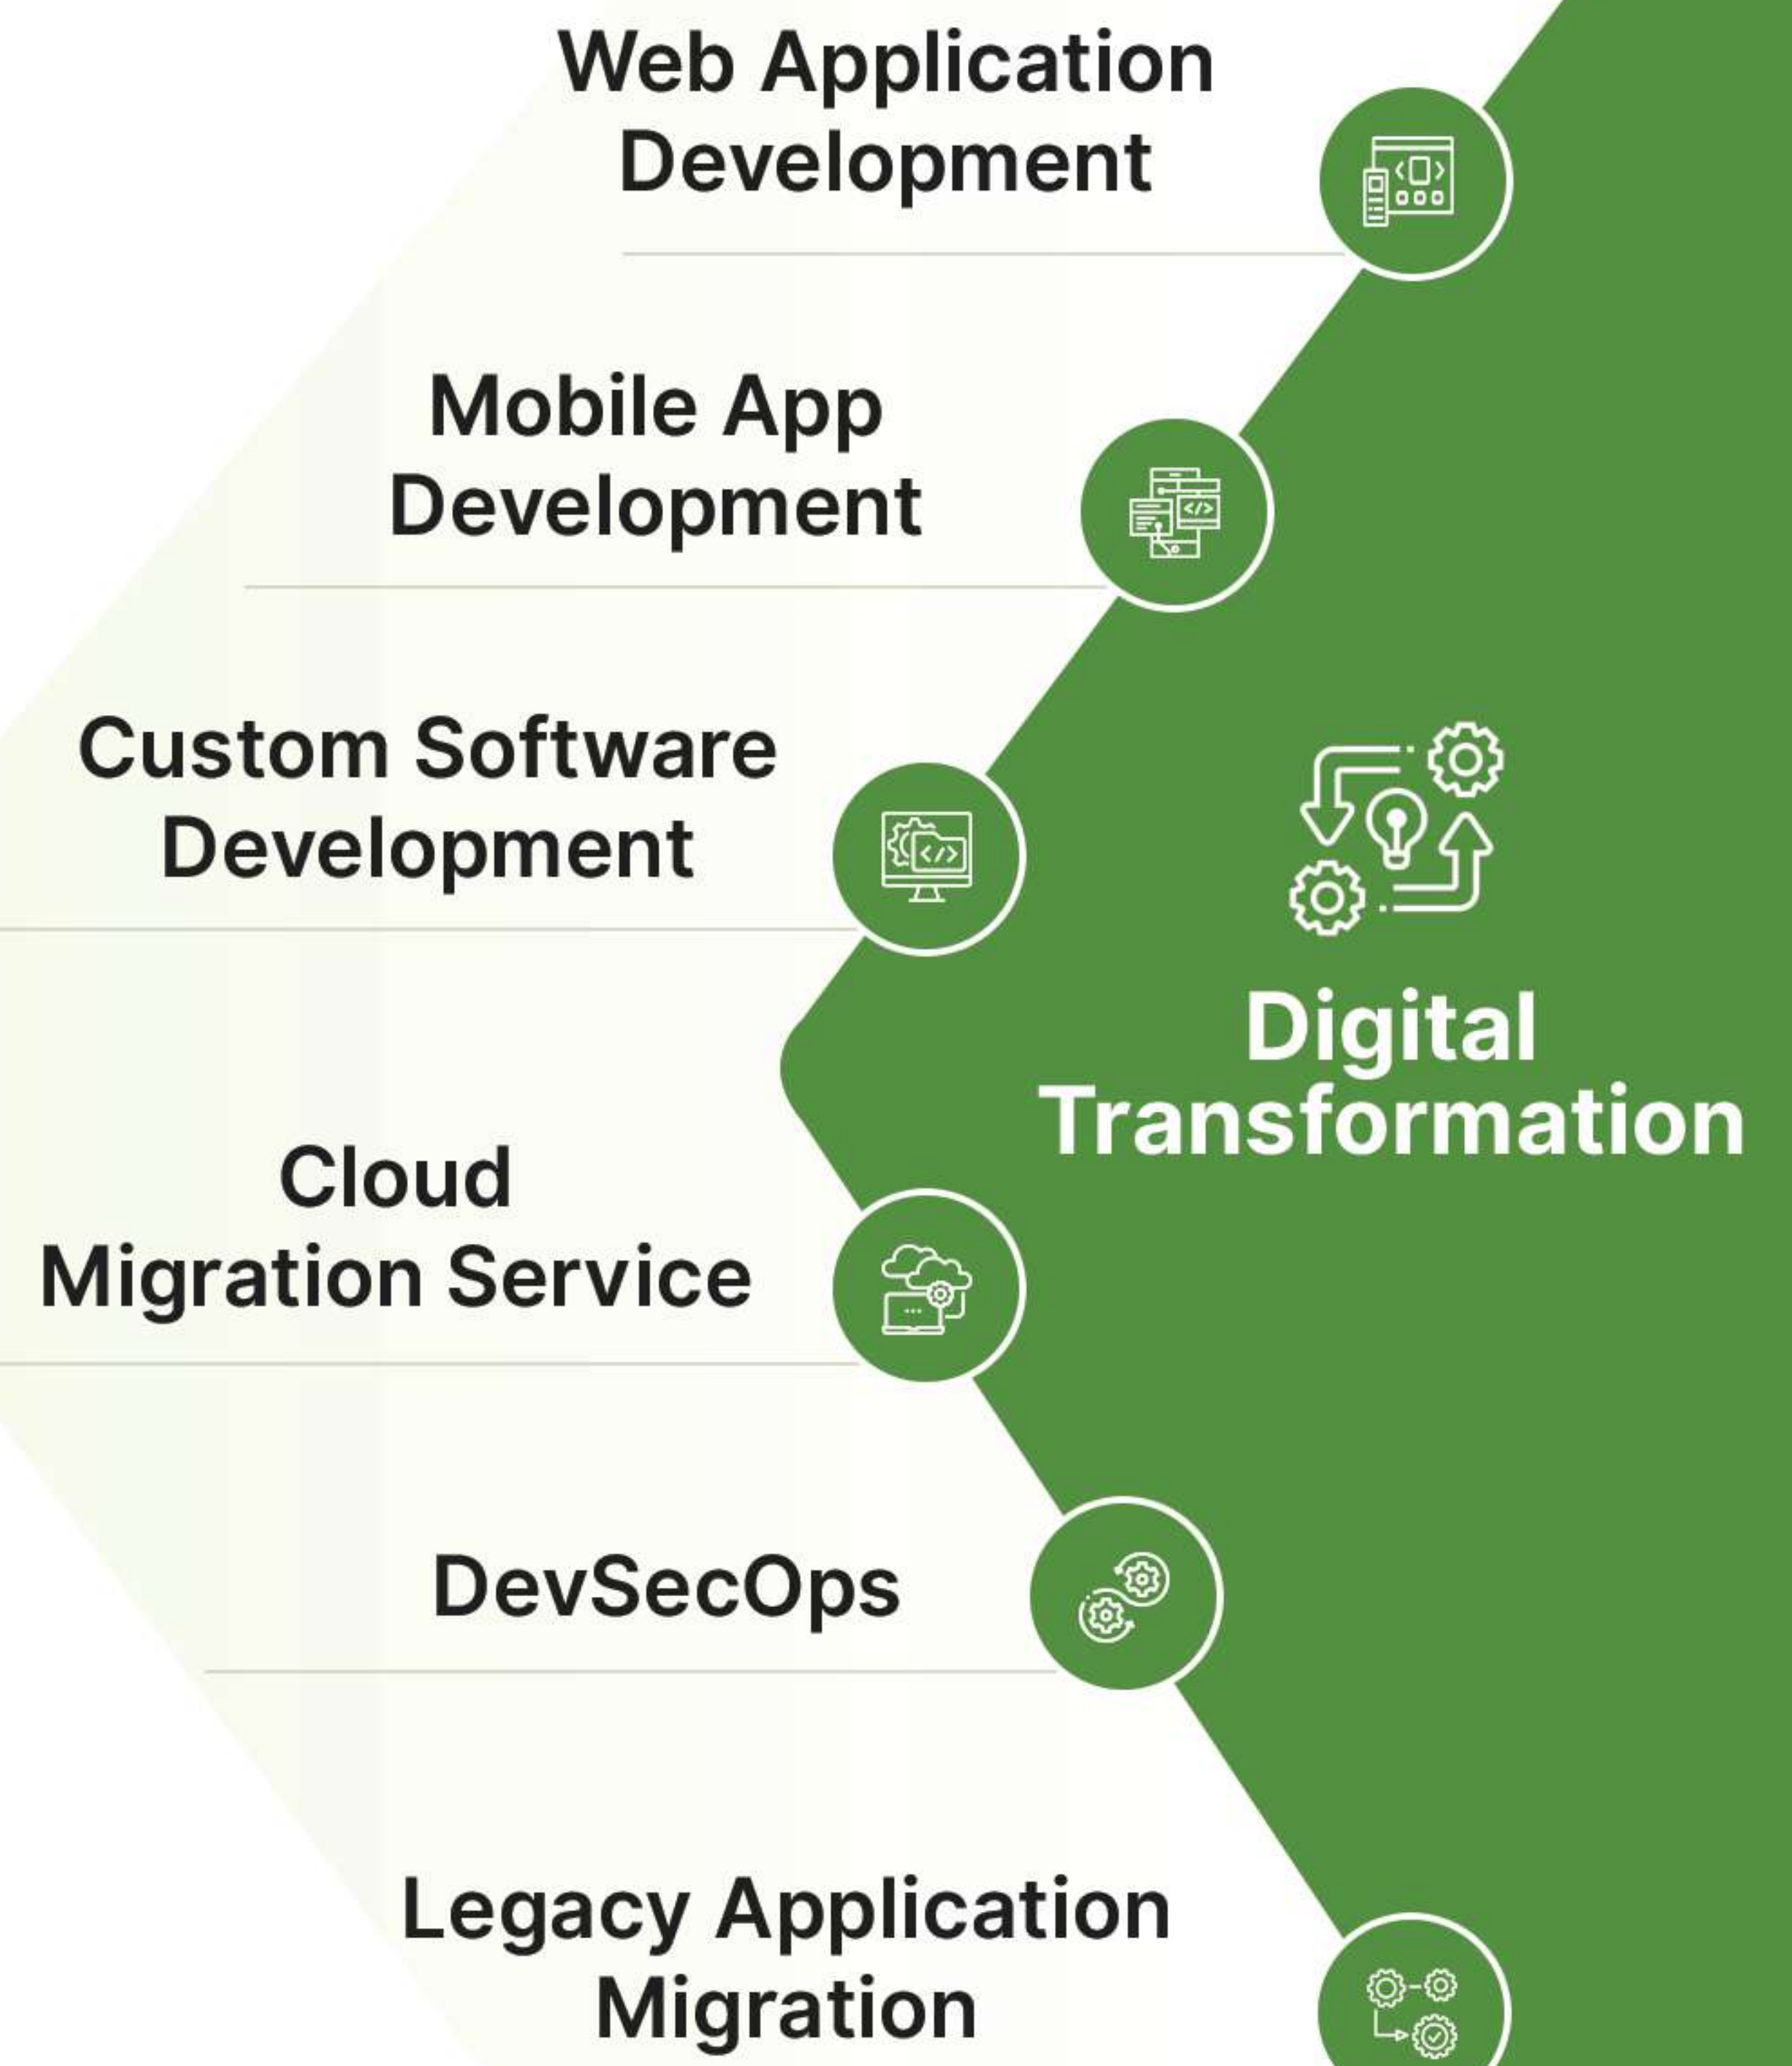 Web Application
Development
Mobile App
Development
Custom Software
Development
Digital
Transformation
Cloud
Migration Service
DevSecOps
Legacy Application
Migration